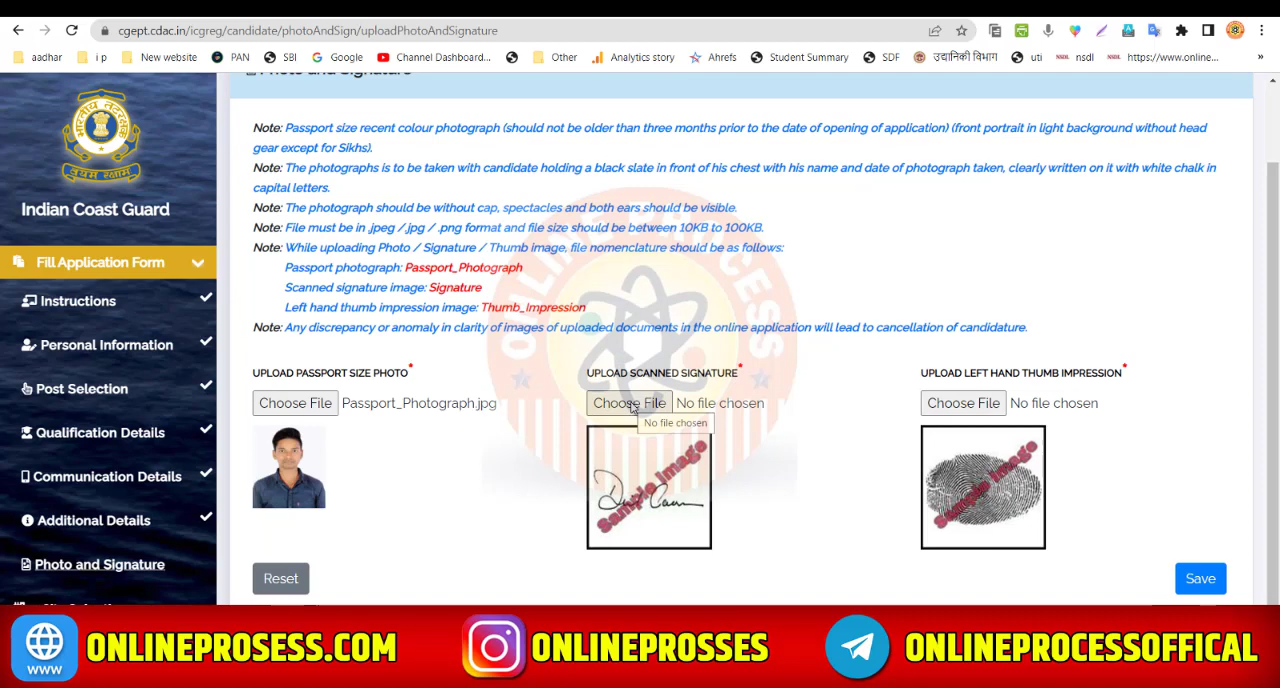 cgept.cdac.in/icgreg/candidate/photoAndSign/uploadPhotoAndSignature
aadhar
i p
New website
PAN
SBI
Google
Channel Dashboard...
Other
Analytics story
Ahrefs
Student Summary
SDF
उद्यानिकी विभाग
uti
nsdl
https://www.online...
»
Photo and Signature
Indian Coast Guard
Fill Application Form
Instructions
Personal Information
Post Selection
Qualification Details
Communication Details
Additional Details
Photo and Signature
Note: Passport size recent colour photograph (should not be older than three months prior to the date of opening of application) (front portrait in light background without head
gear except for Sikhs).
Note: The photographs is to be taken with candidate holding a black slate in front of his chest with his name and date of photograph taken, clearly written on it with white chalk in
capital letters.
Note: The photograph should be without cap, spectacles and both ears should be visible.
Note: File must be in .jpeg /.jpg / .png format and file size should be between 10KB to 100KB.
Note: While uploading Photo / Signature / Thumb image, file nomenclature should be as follows:
Passport photograph: Passport_Photograph
Scanned signature image: Signature
Left hand thumb impression image: Thumb_Impression
Note: Any discrepancy or anomaly in clarity of images of uploaded documents in the online application will lead to cancellation of candidature.
ONLINE PROCESS
UPLOAD PASSPORT SIZE PHOTO*
Choose File Passport_Photograph.jpg
UPLOAD SCANNED SIGNATURE*
Choose File No file chosen
No file chosen
Sample Image
UPLOAD LEFT HAND THUMB IMPRESSION*
Choose File No file chosen
Sample Image
Reset
Save
WWW
ONLINEPROSESS.COM
ONLINEPROSSES
ONLINEPROCESSOFFICAL